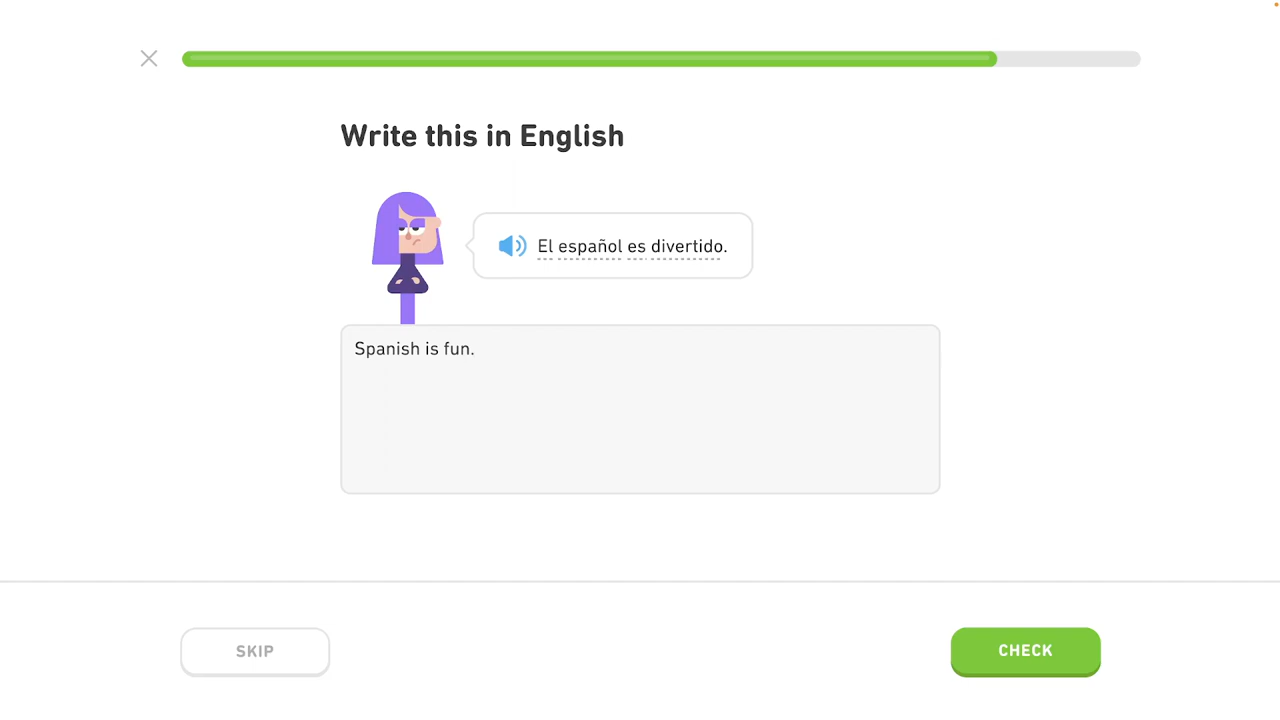 Write this in English
El español es divertido.
Spanish is fun.
SKIP
CHECK